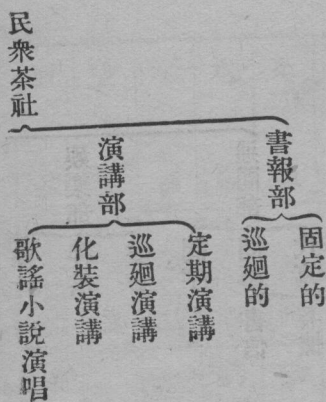 民衆茶社
書報部
固定的
巡廻的
演講部
定期演講
巡廻演講
化裝演講
歌謠小說演唱